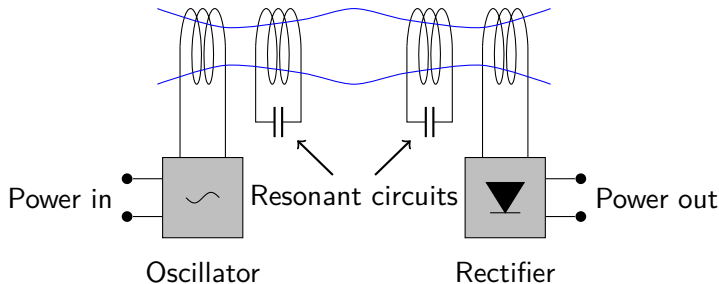 Power in
Resonant circuits
Power out
Oscillator
Rectifier